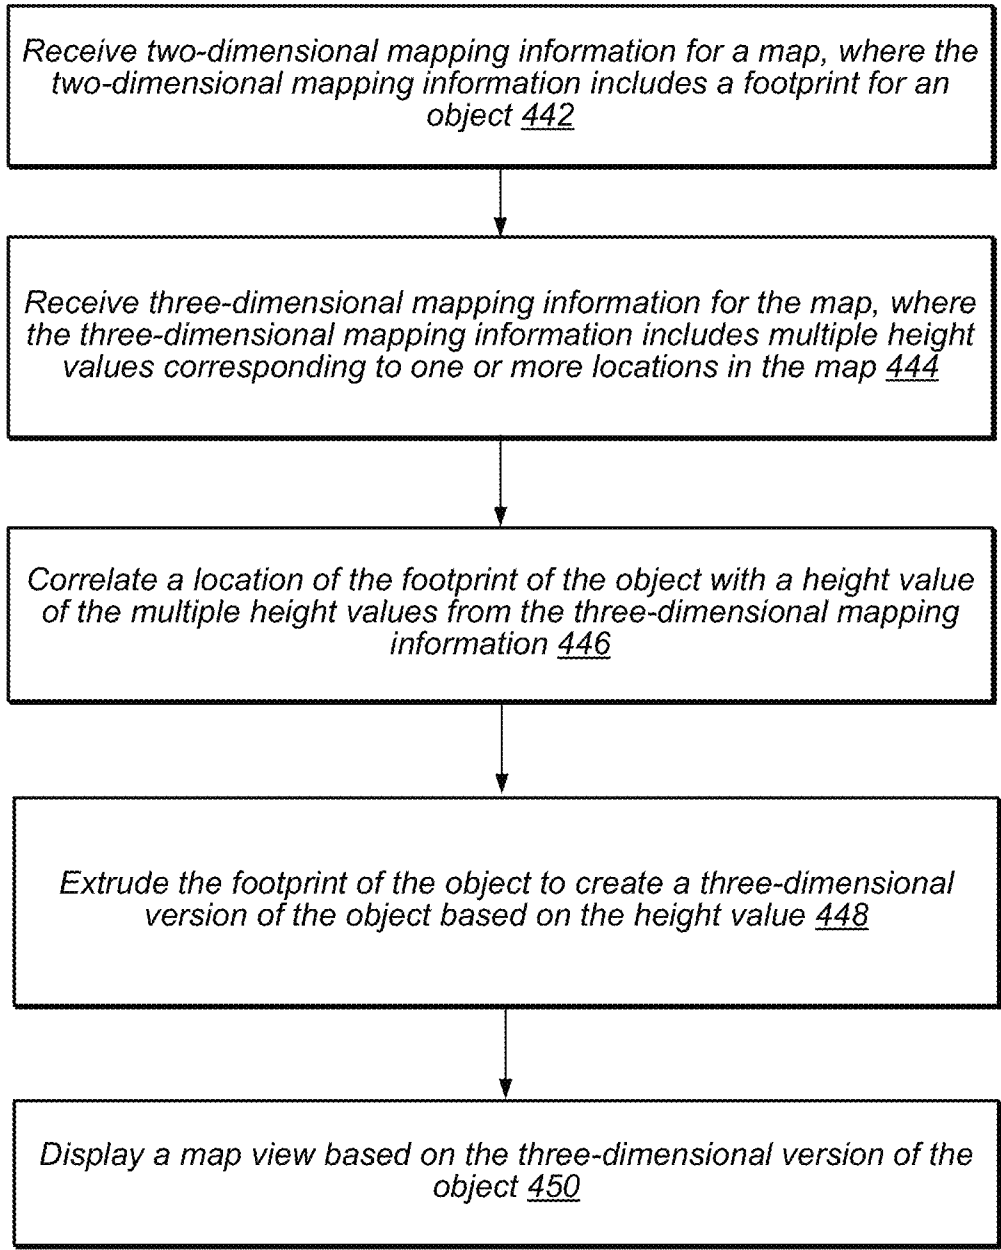 Receive two-dimensional mapping information for a map, where the
two-dimensional mapping information includes a footprint for an
object 442
Receive three-dimensional mapping information for the map, where
the three-dimensional mapping information includes multiple height
values corresponding to one or more locations in the map 444
Correlate a location of the footprint of the object with a height value
of the multiple height values from the three-dimensional mapping
information 446
Extrude the footprint of the object to create a three-dimensional
version of the object based on the height value 448
Display a map view based on the three-dimensional version of the
object 450